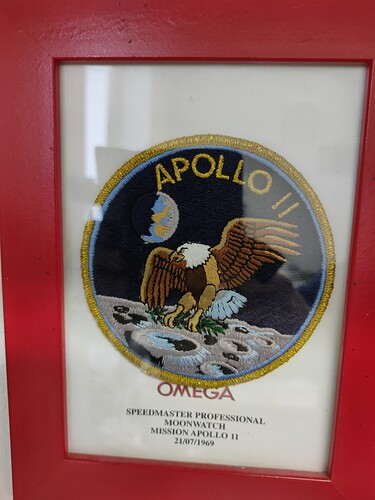 APOLLO 11
OMEGA
SPEEDMASTER PROFESSIONAL
MOONWATCH
MISSION APOLLO 11
21/07/1969